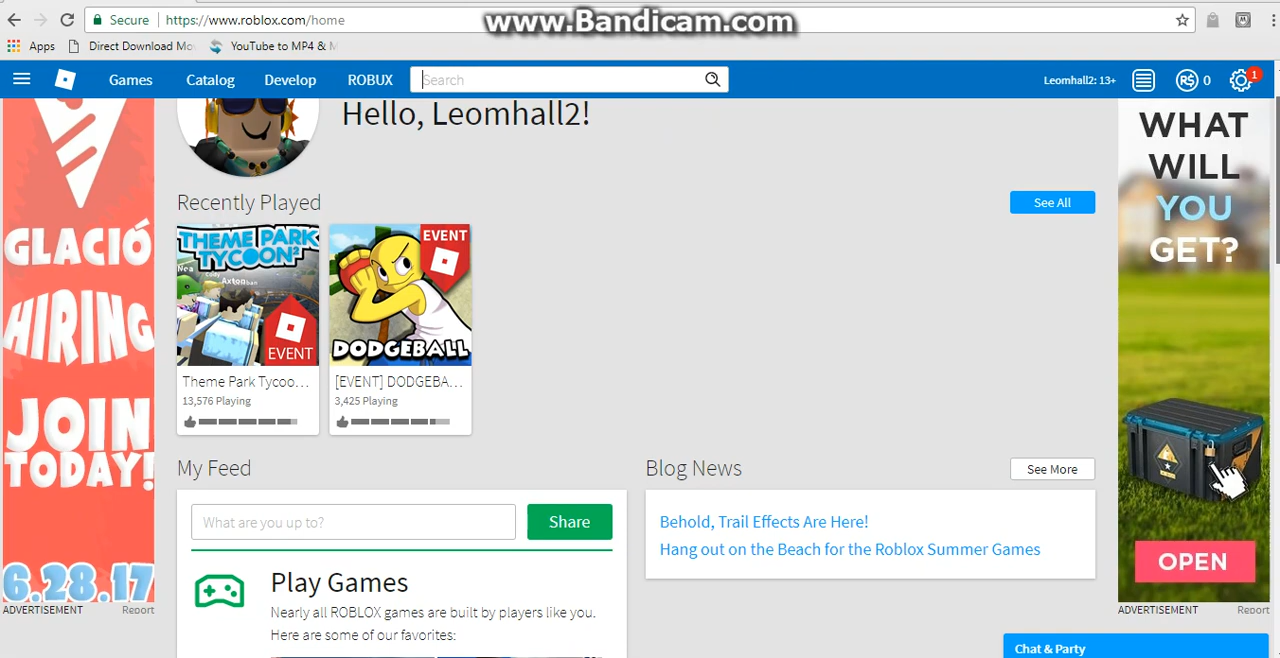 Secure https://www.roblox.com/home
www.Bandicam.com
Apps Direct Download Mo YouTube to MP4 & M
Games Catalog Develop ROBUX Search Leomhall2: 13+ R$ 0 1
Hello, Leomhall2!
Recently Played
See All
THEME PARK
TYCOON2
Axton
EVENT
Theme Park Tycoo...
13,576 Playing
EVENT
DODGEBALL
[EVENT] DODGEBA...
3,425 Playing
My Feed
What are you up to?
Share
Play Games
Nearly all ROBLOX games are built by players like you.
Here are some of our favorites:
Blog News
See More
Behold, Trail Effects Are Here!
Hang out on the Beach for the Roblox Summer Games
GLACIÓ
HIRING
JOIN
TODAY!
6.28.17
ADVERTISEMENT Report
WHAT
WILL
YOU
GET?
OPEN
ADVERTISEMENT Report
Chat & Party